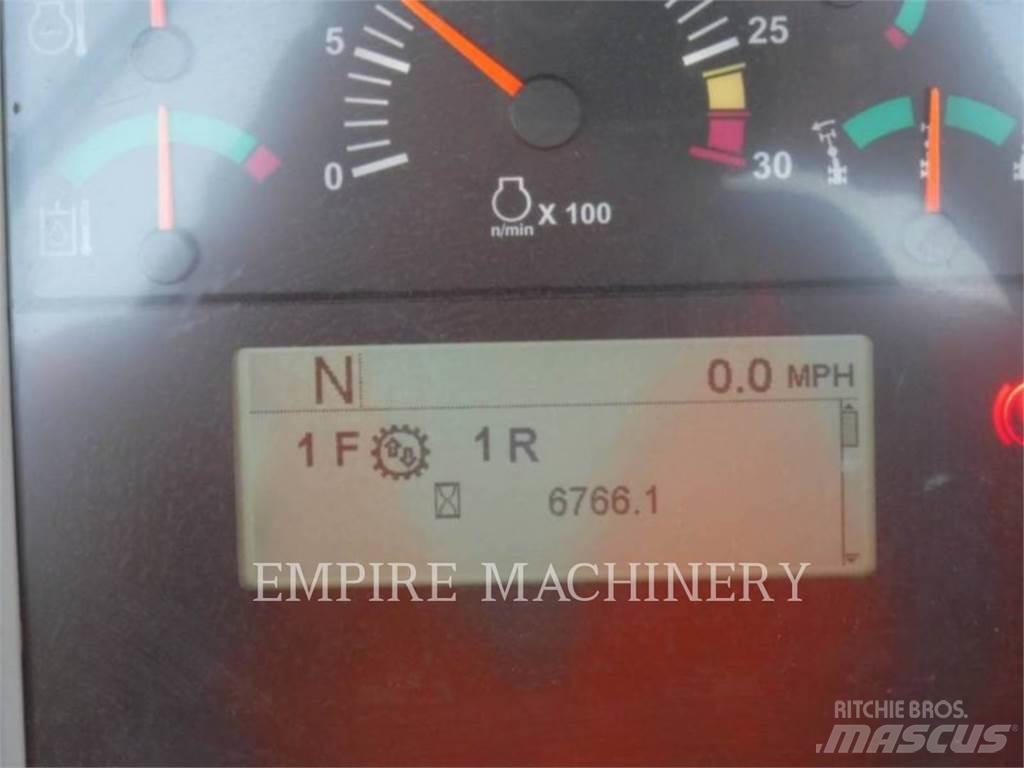 5
25
0
30
n/min
X 100
N
0.0 MPH
1 F
1 R
6766.1
EMPIRE MACHINERY
RITCHIE BROS.
MASCUS